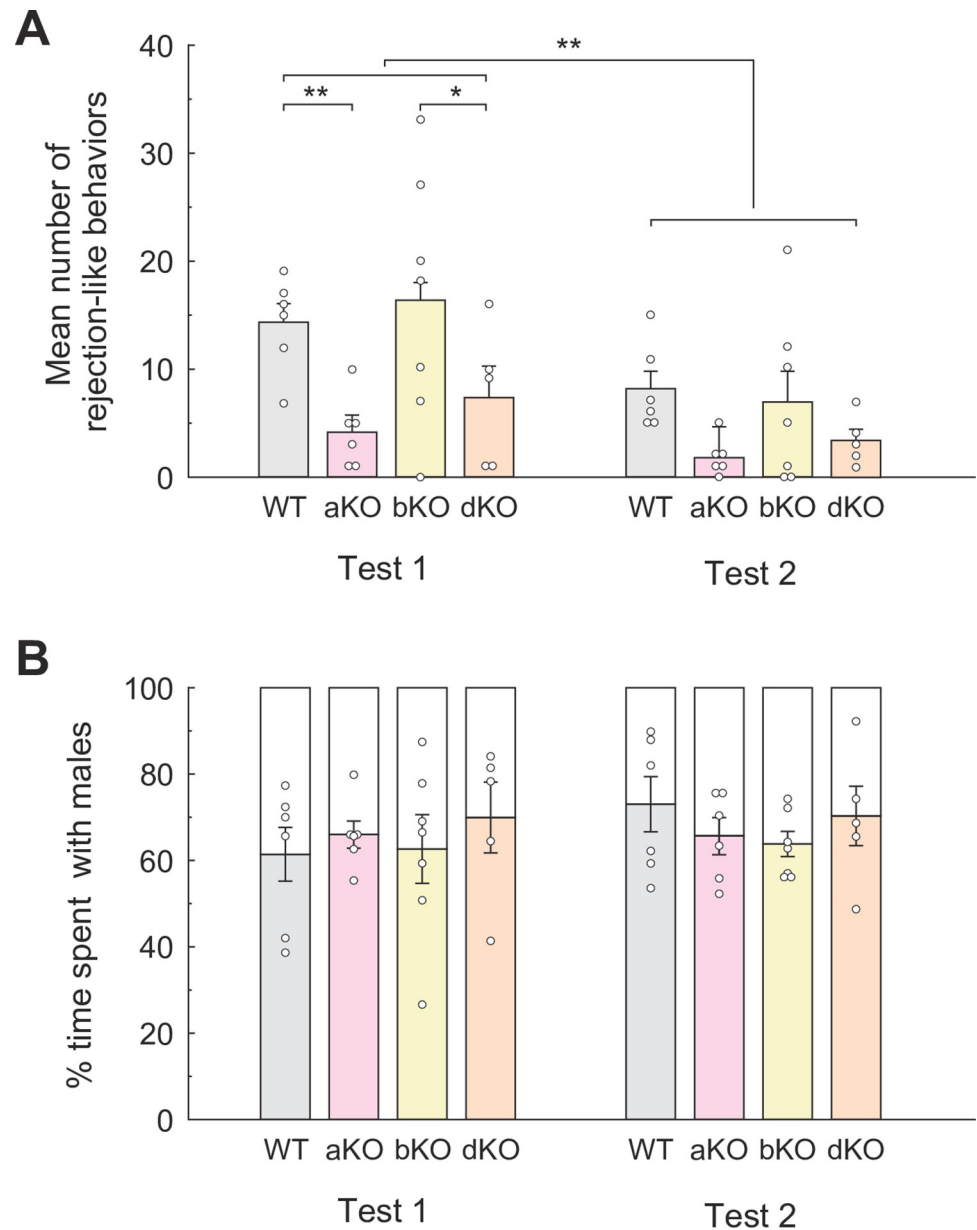 A
Mean number of
rejection-like behaviors
40
30
20
10
0
**
** *
WT aKO bKO dKO WT aKO bKO dKO
Test 1 Test 2
B
% time spent with males
100
80
60
40
20
0
WT aKO bKO dKO WT aKO bKO dKO
Test 1 Test 2